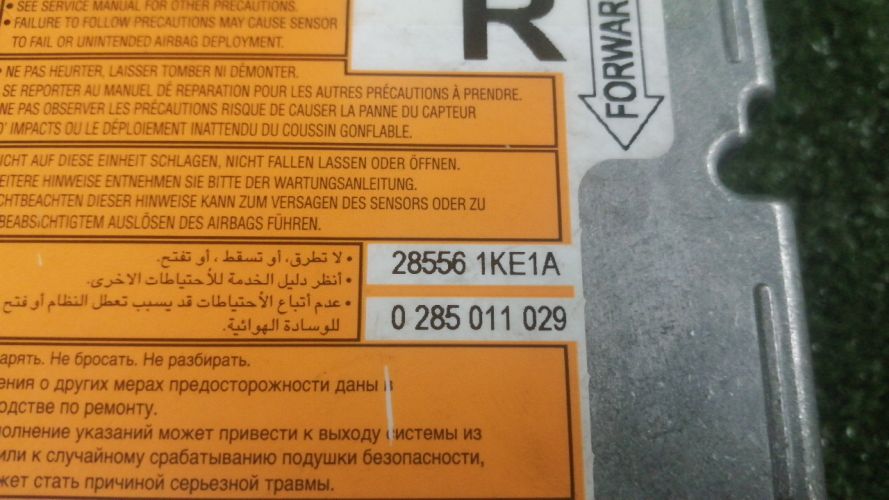 • SEE SERVICE MANUAL FOR OTHER PRECAUTIONS.
• FAILURE TO FOLLOW PRECAUTIONS MAY CAUSE SENSOR
TO FAIL OR UNINTENDED AIRBAG DEPLOYMENT.
R
FORWAR
• NE PAS HEURTER, LAISSER TOMBER NI DÉMONTER.
SE REPORTER AU MANUEL DE REPARATION POUR LES AUTRES PRÉCAUTIONS À PRENDRE.
NE PAS OBSERVER LES PRÉCAUTIONS RISQUE DE CAUSER LA PANNE DU CAPTEUR
D' IMPACTS OU LE DÉPLOIEMENT INATTENDU DU COUSSIN GONFLABLE.
ICHT AUF DIESE EINHEIT SCHLAGEN, NICHT FALLEN LASSEN ODER ÖFFNEN.
EITERE HINWEISE ENTNEHMEN SIE BITTE DER WARTUNGSANLEITUNG.
CHTBEACHTEN DIESER HINWEISE KANN ZUM VERSAGEN DES SENSORS ODER ZU
BEABSICHTIGTEM AUSLÖSEN DES AIRBAGS FÜHREN.
• لا تطرق، أو تسقط ، أو تفتح.
• أنظر دليل الخدمة للأحتياطات الاخرى.
• عدم أتباع الأحتياطات قد يسبب تعطل النظام أو فتح
للوسادة الهوائية.
28556 1KE1A
0 285 011 029
арять. Не бросать. Не разбирать.
ения о других мерах предосторожности даны в
одстве по ремонту.
полнение указаний может привести к выходу системы из
или к случайному срабатыванию подушки безопасности,
жет стать причиной серьезной травмы.